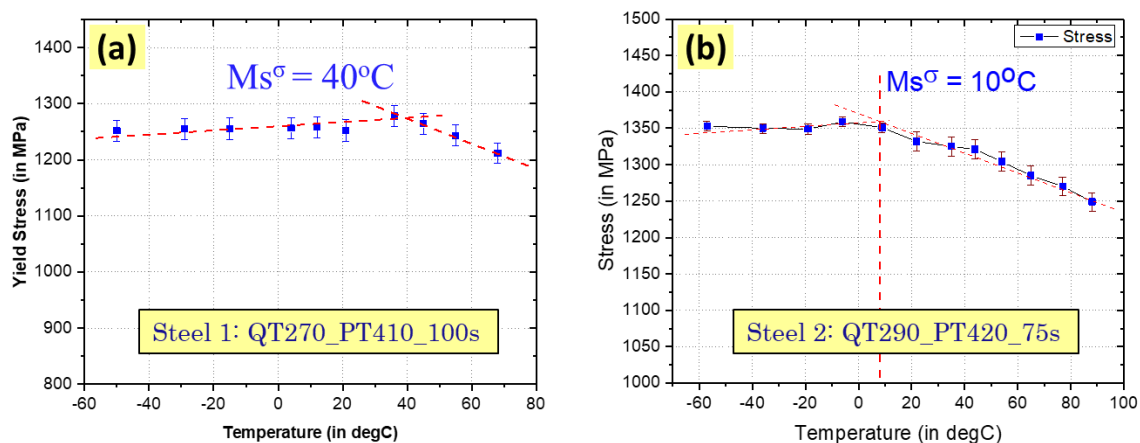 (a)
Msσ = 40oC
Yield Stress (in MPa)
1400
1300
1200
1100
1000
900
800
Steel 1: QT270_PT410_100s
-60 -40 -20 0 20 40 60 80
Temperature (in degC)
(b)
Stress
Msσ = 10OC
Stress (in MPa)
1500
1450
1400
1350
1300
1250
1200
1150
1100
1050
1000
Steel 2: QT290_PT420_75s
-60 -40 -20 0 20 40 60 80 100
Temperature (in degC)